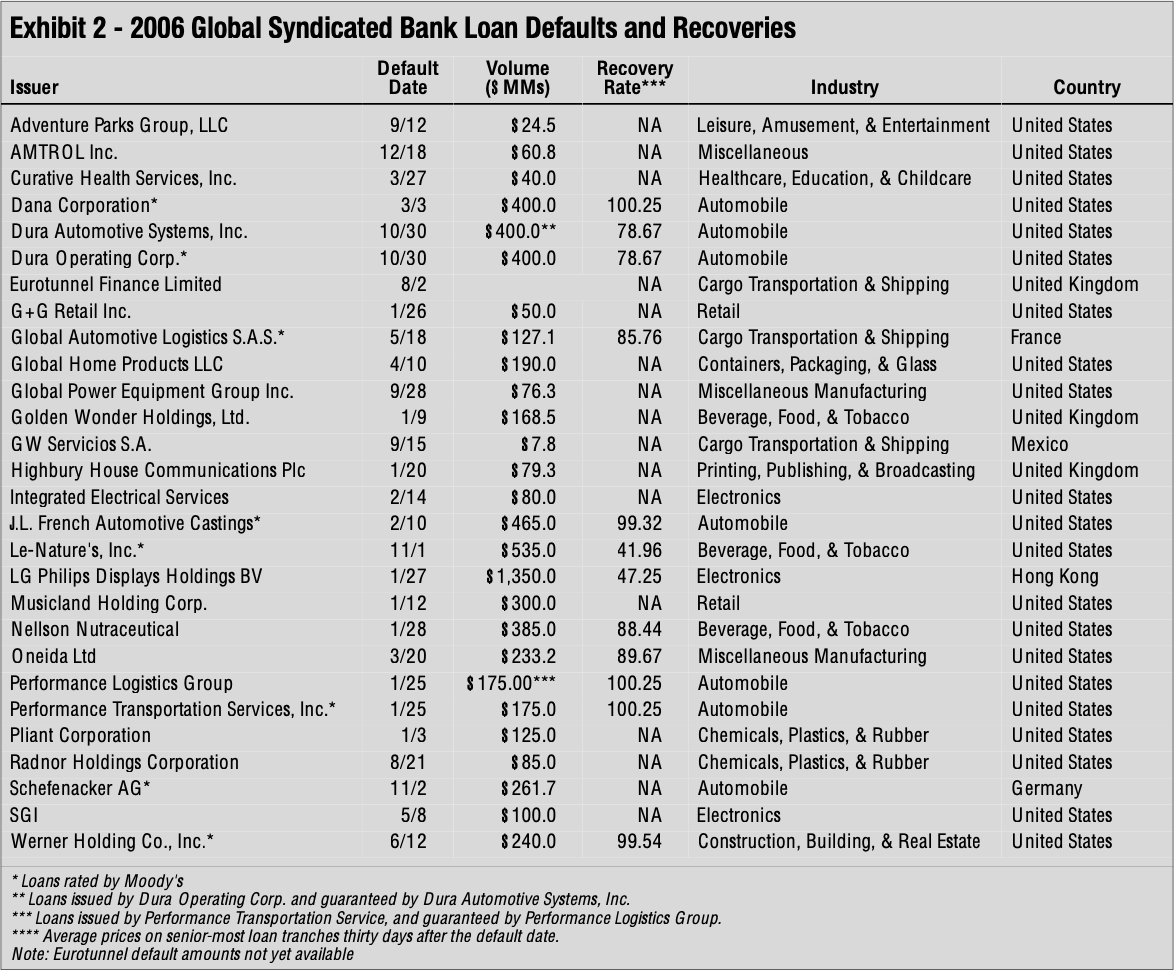 Exhibit 2 - 2006 Global Syndicated Bank Loan Defaults and Recoveries
Issuer Default Date Volume ($ MMs) Recovery Rate*** Industry Country
Adventure Parks Group, LLC 9/12 $24.5 NA Leisure, Amusement, & Entertainment United States
AMTROL Inc. 12/18 $60.8 NA Miscellaneous United States
Curative Health Services, Inc. 3/27 $40.0 NA Healthcare, Education, & Childcare United States
Dana Corporation* 3/3 $400.0 100.25 Automobile United States
Dura Automotive Systems, Inc. 10/30 $400.0** 78.67 Automobile United States
Dura Operating Corp.* 10/30 $400.0 78.67 Automobile United States
Eurotunnel Finance Limited 8/2 NA Cargo Transportation & Shipping United Kingdom
G+G Retail Inc. 1/26 $50.0 NA Retail United States
Global Automotive Logistics S.A.S.* 5/18 $127.1 85.76 Cargo Transportation & Shipping France
Global Home Products LLC 4/10 $190.0 NA Containers, Packaging, & Glass United States
Global Power Equipment Group Inc. 9/28 $76.3 NA Miscellaneous Manufacturing United States
Golden Wonder Holdings, Ltd. 1/9 $168.5 NA Beverage, Food, & Tobacco United Kingdom
GW Servicios S.A. 9/15 $7.8 NA Cargo Transportation & Shipping Mexico
Highbury House Communications Plc 1/20 $79.3 NA Printing, Publishing, & Broadcasting United Kingdom
Integrated Electrical Services 2/14 $80.0 NA Electronics United States
J.L. French Automotive Castings* 2/10 $465.0 99.32 Automobile United States
Le-Nature's, Inc.* 11/1 $535.0 41.96 Beverage, Food, & Tobacco United States
LG Philips Displays Holdings BV 1/27 $1,350.0 47.25 Electronics Hong Kong
Musicland Holding Corp. 1/12 $300.0 NA Retail United States
Nellson Nutraceutical 1/28 $385.0 88.44 Beverage, Food, & Tobacco United States
Oneida Ltd 3/20 $233.2 89.67 Miscellaneous Manufacturing United States
Performance Logistics Group 1/25 $175.00*** 100.25 Automobile United States
Performance Transportation Services, Inc.* 1/25 $175.0 100.25 Automobile United States
Pliant Corporation 1/3 $125.0 NA Chemicals, Plastics, & Rubber United States
Radnor Holdings Corporation 8/21 $85.0 NA Chemicals, Plastics, & Rubber United States
Schefenacker AG* 11/2 $261.7 NA Automobile Germany
SGI 5/8 $100.0 NA Electronics United States
Werner Holding Co., Inc.* 6/12 $240.0 99.54 Construction, Building, & Real Estate United States
* Loans rated by Moody's
** Loans issued by Dura Operating Corp. and guaranteed by Dura Automotive Systems, Inc.
*** Loans issued by Performance Transportation Service, and guaranteed by Performance Logistics Group.
**** Average prices on senior-most loan tranches thirty days after the default date.
Note: Eurotunnel default amounts not yet available